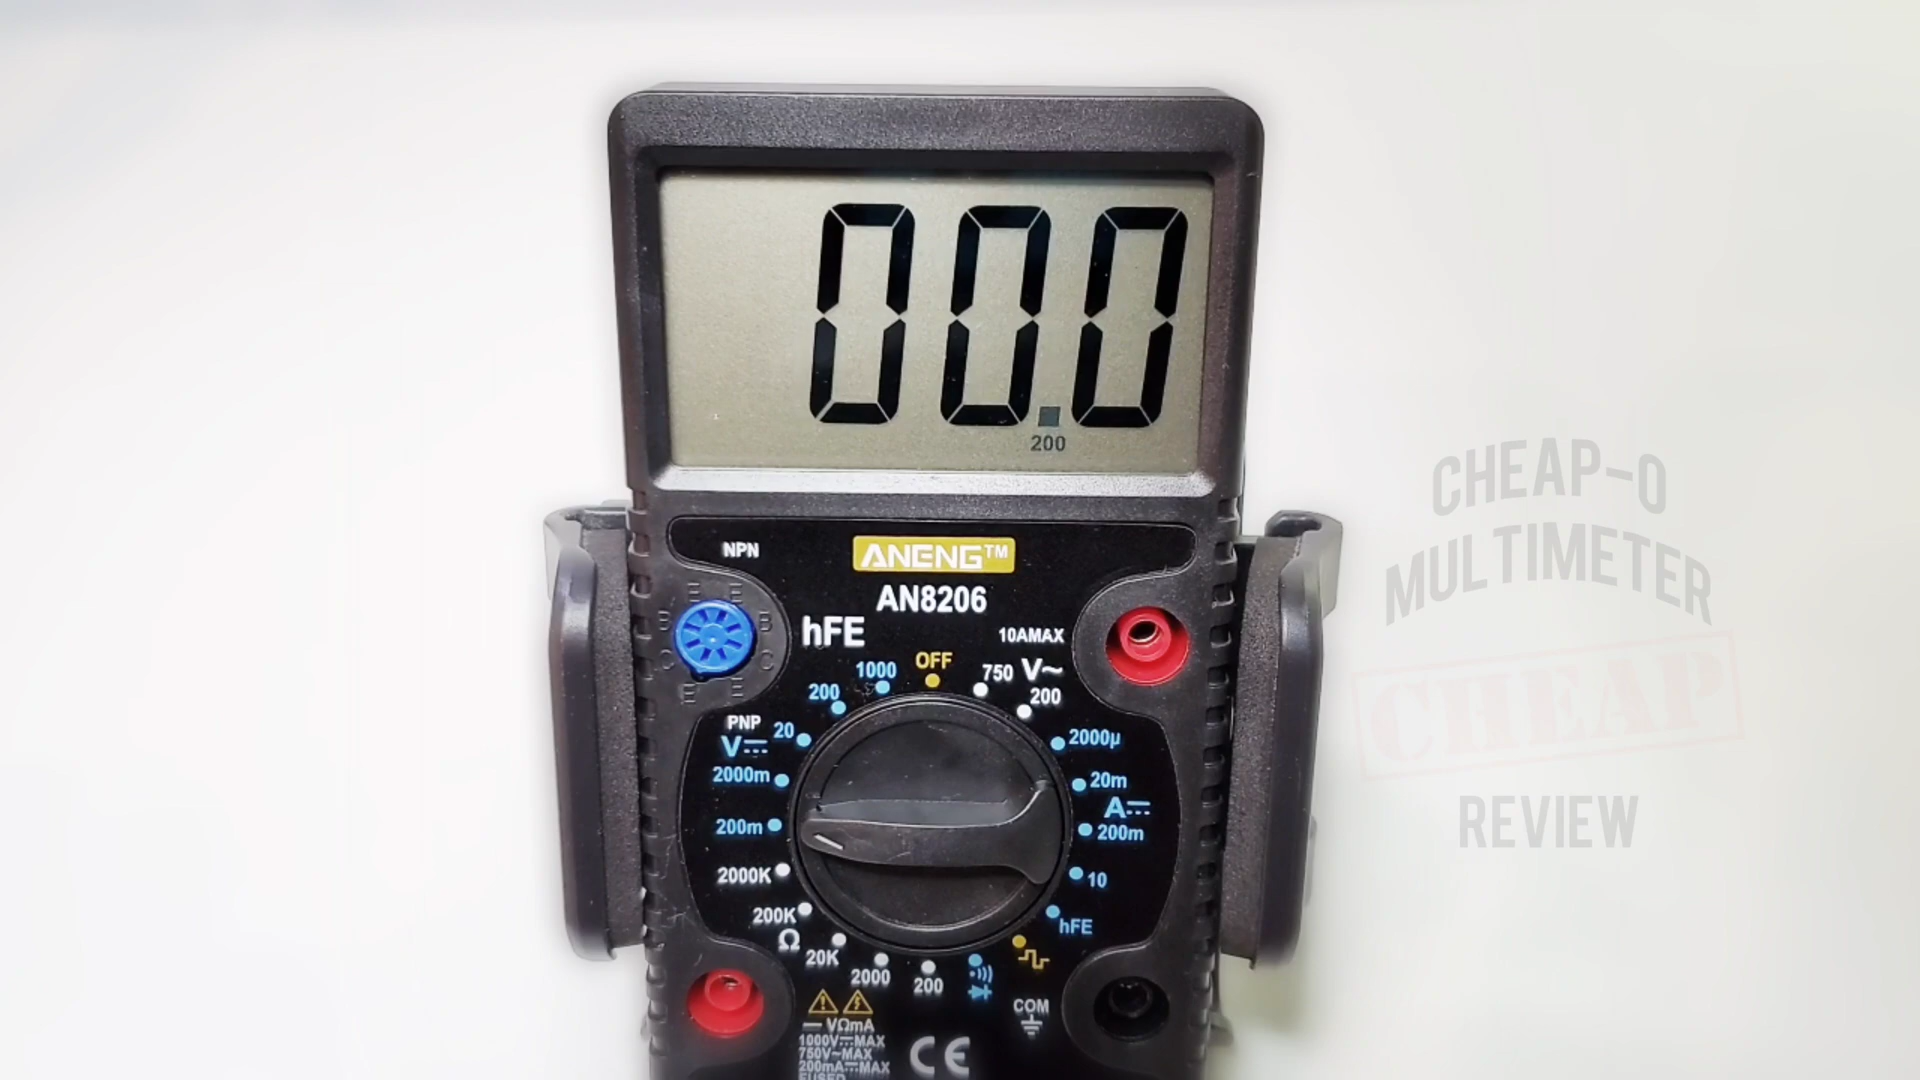 00.0
200
NPN
ANENG™
AN8206
hFE
10AMAX
E E
B B
C C
E E
PNP
OFF
750 V~
200
1000
200
20
V⎓
2000m
200m
2000K
200K
Ω
20K
2000
200
2000µ
20m
A⎓
200m
10
hFE
COM
VΩmA
1000V⎓MAX
750V~MAX
200mA⎓MAX
FUSED
CE
CHEAP-O
MULTIMETER
CHEAP
REVIEW